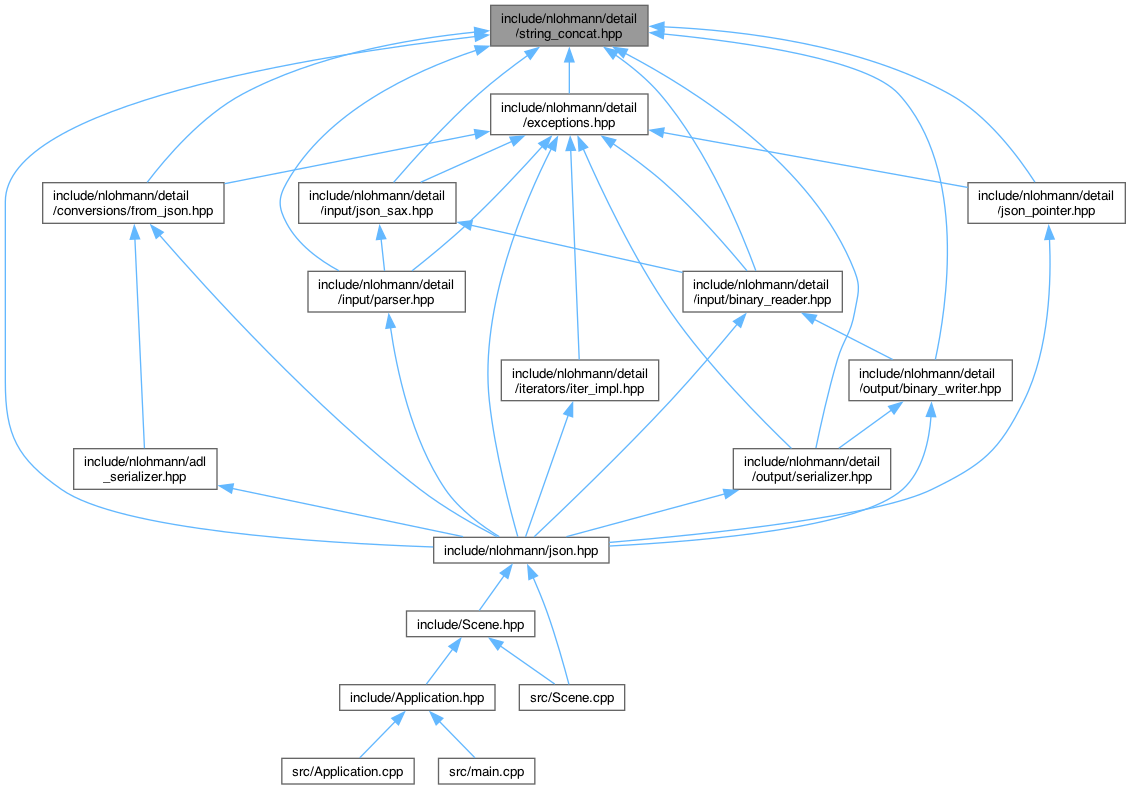 include/nlohmann/detail
/string_concat.hpp
include/nlohmann/detail
/exceptions.hpp
include/nlohmann/detail
/conversions/from_json.hpp
include/nlohmann/detail
/input/json_sax.hpp
include/nlohmann/detail
/json_pointer.hpp
include/nlohmann/detail
/input/parser.hpp
include/nlohmann/detail
/input/binary_reader.hpp
include/nlohmann/detail
/iterators/iter_impl.hpp
include/nlohmann/detail
/output/binary_writer.hpp
include/nlohmann/adl
_serializer.hpp
include/nlohmann/detail
/output/serializer.hpp
include/nlohmann/json.hpp
include/Scene.hpp
include/Application.hpp
src/Scene.cpp
src/Application.cpp
src/main.cpp